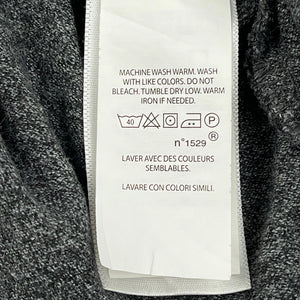 MACHINE WASH WARM. WASH
WITH LIKE COLORS. DO NOT
BLEACH. TUMBLE DRY LOW. WARM
IRON IF NEEDED.
40
n°1529 ®
LAVER AVEC DES COULEURS
SEMBLABLES.
LAVARE CON COLORI SIMILI.